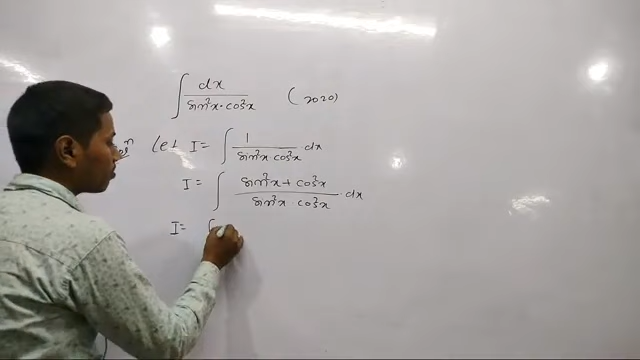 ∫ dx / sin²x · cos²x (2020)
Let I = ∫ 1 / sin²x cos²x dx
I = ∫ sin²x + cos²x / sin²x · cos²x · dx
I = ∫